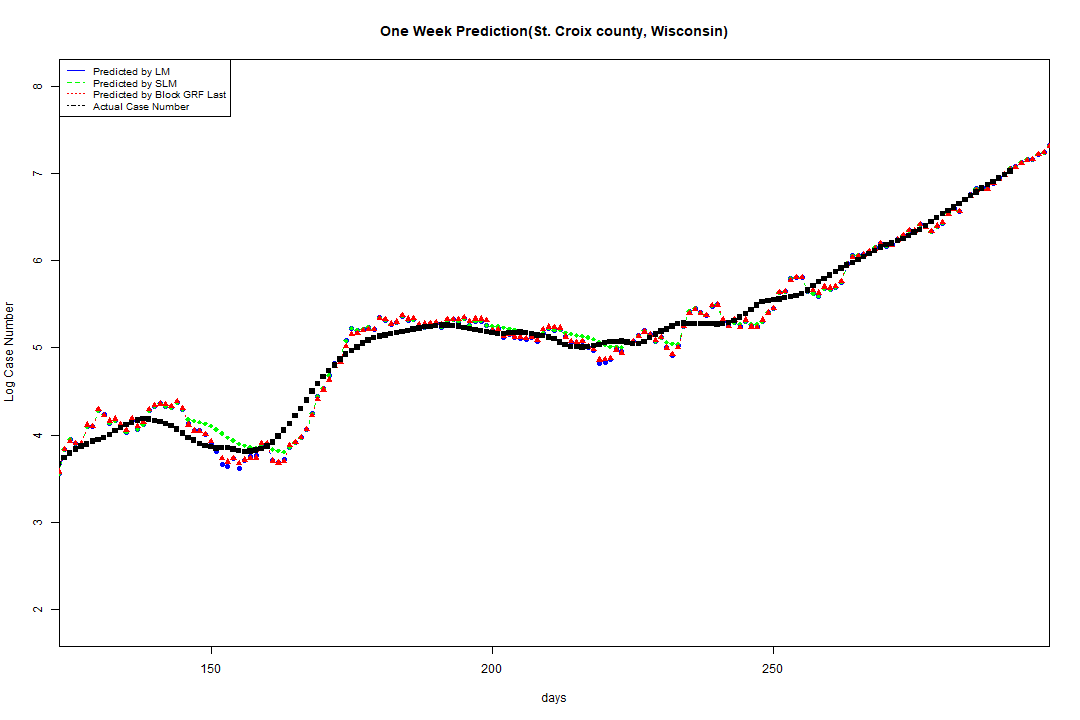 One Week Prediction(St. Croix county, Wisconsin)
Predicted by LM
Predicted by SLM
Predicted by Block GRF Last
Actual Case Number
8
7
6
5
4
3
2
Log Case Number
150 200 250
days